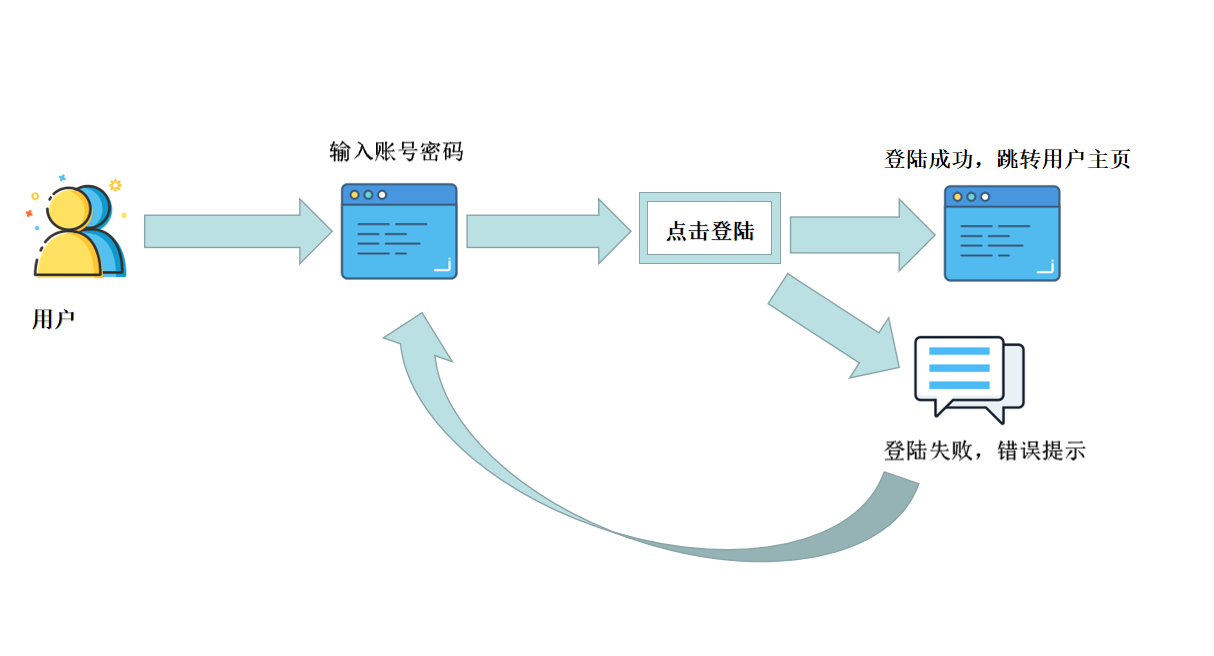 输入账号密码
登陆成功，跳转用户主页
点击登陆
用户
登陆失败，错误提示